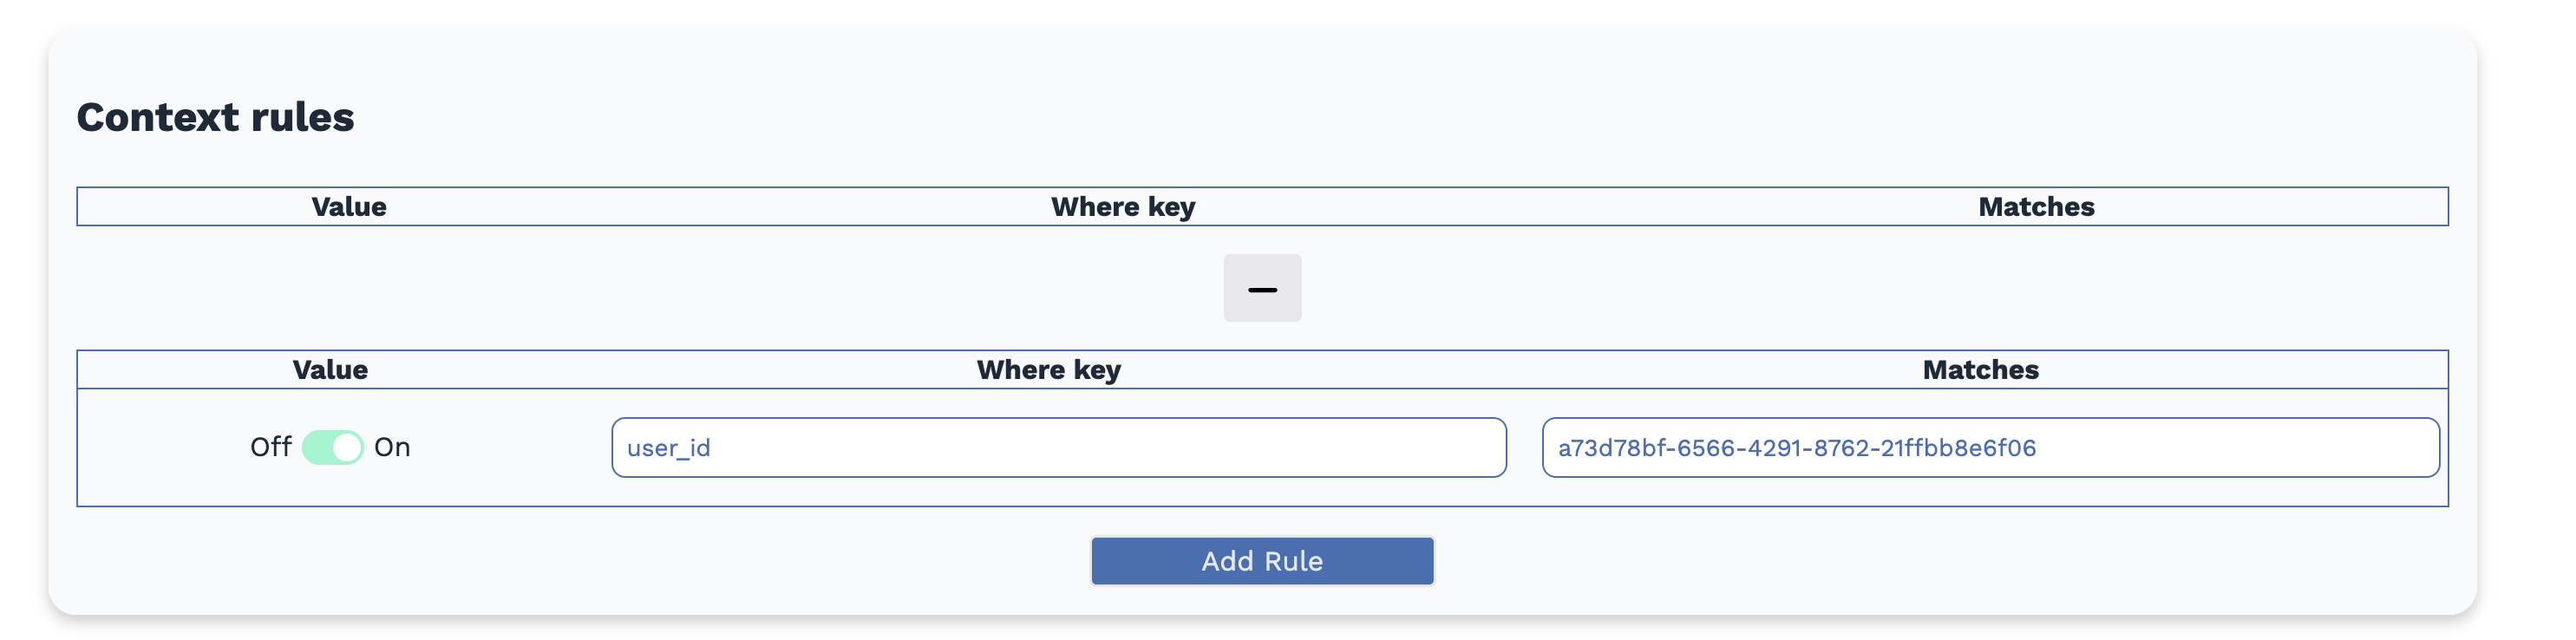 Context rules
Value Where key Matches
Value Where key Matches
Off On user_id a73d78bf-6566-4291-8762-21ffbb8e6f06
Add Rule